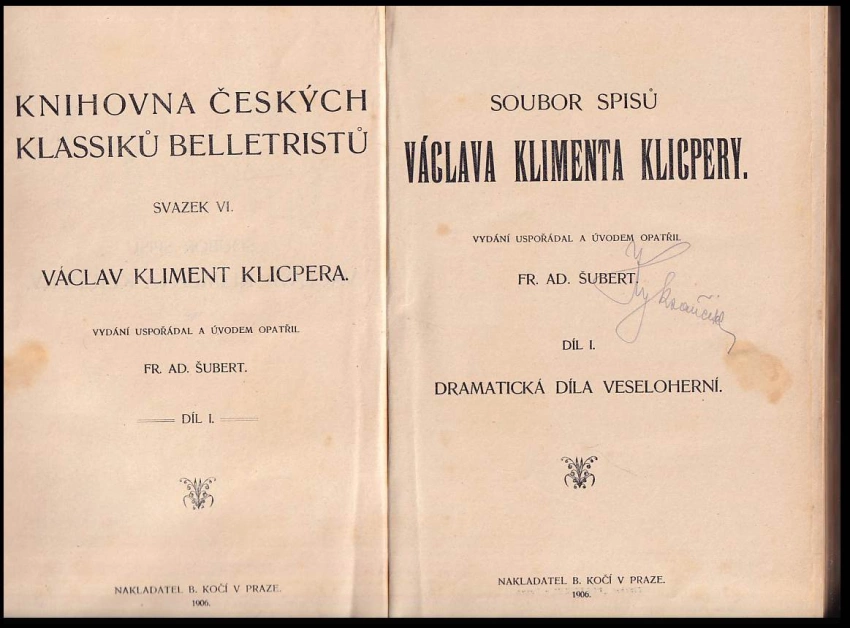 KNIHOVNA ČESKÝCH
KLASSIKŮ BELLETRISTŮ
SVAZEK VI.
VÁCLAV KLIMENT KLICPERA.
VYDÁNÍ USPOŘÁDAL A ÚVODEM OPATŘIL
FR. AD. ŠUBERT.
DÍL I.
NAKLADATEL B. KOČÍ V PRAZE.
1906.
SOUBOR SPISŮ
VÁCLAVA KLIMENTA KLICPERY.
VYDÁNÍ USPOŘÁDAL A ÚVODEM OPATŘIL
FR. AD. ŠUBERT.
DÍL I.
DRAMATICKÁ DÍLA VESELOHERNÍ.
NAKLADATEL B. KOČÍ V PRAZE.
1906.